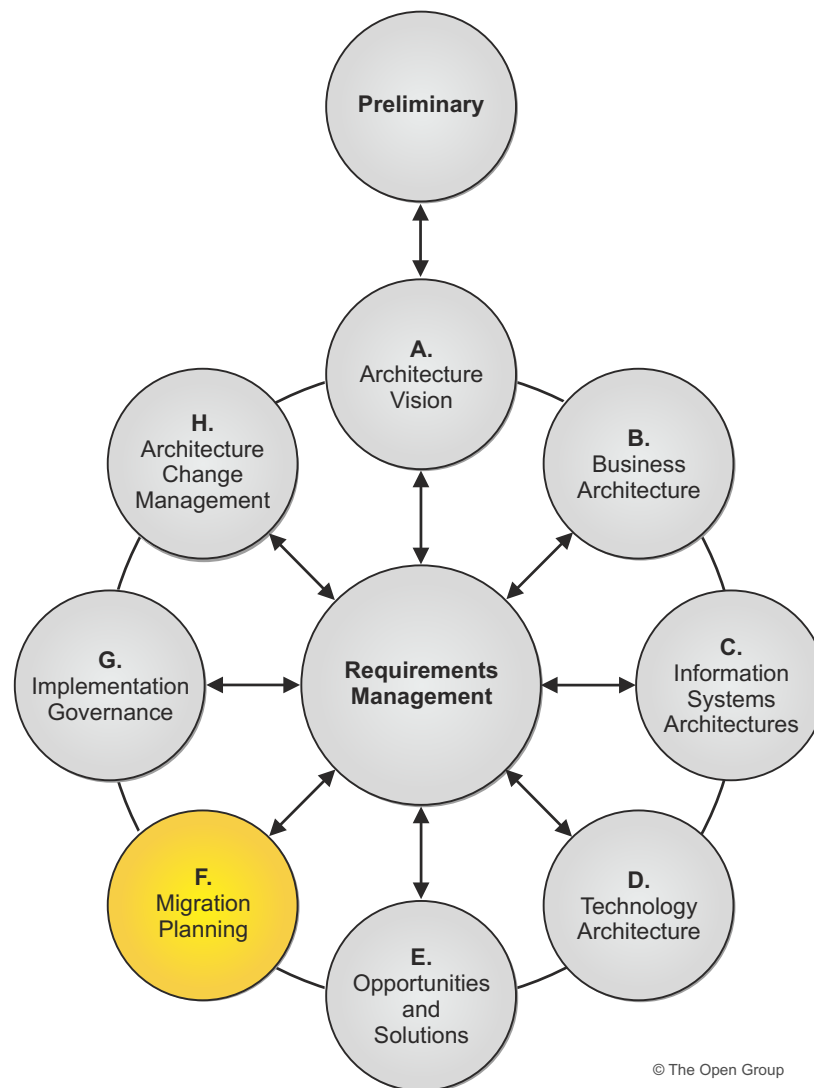 Preliminary
A.
Architecture
Vision
H.
Architecture
Change
Management
B.
Business
Architecture
G.
Implementation
Governance
Requirements
Management
C.
Information
Systems
Architectures
F.
Migration
Planning
D.
Technology
Architecture
E.
Opportunities
and
Solutions
© The Open Group